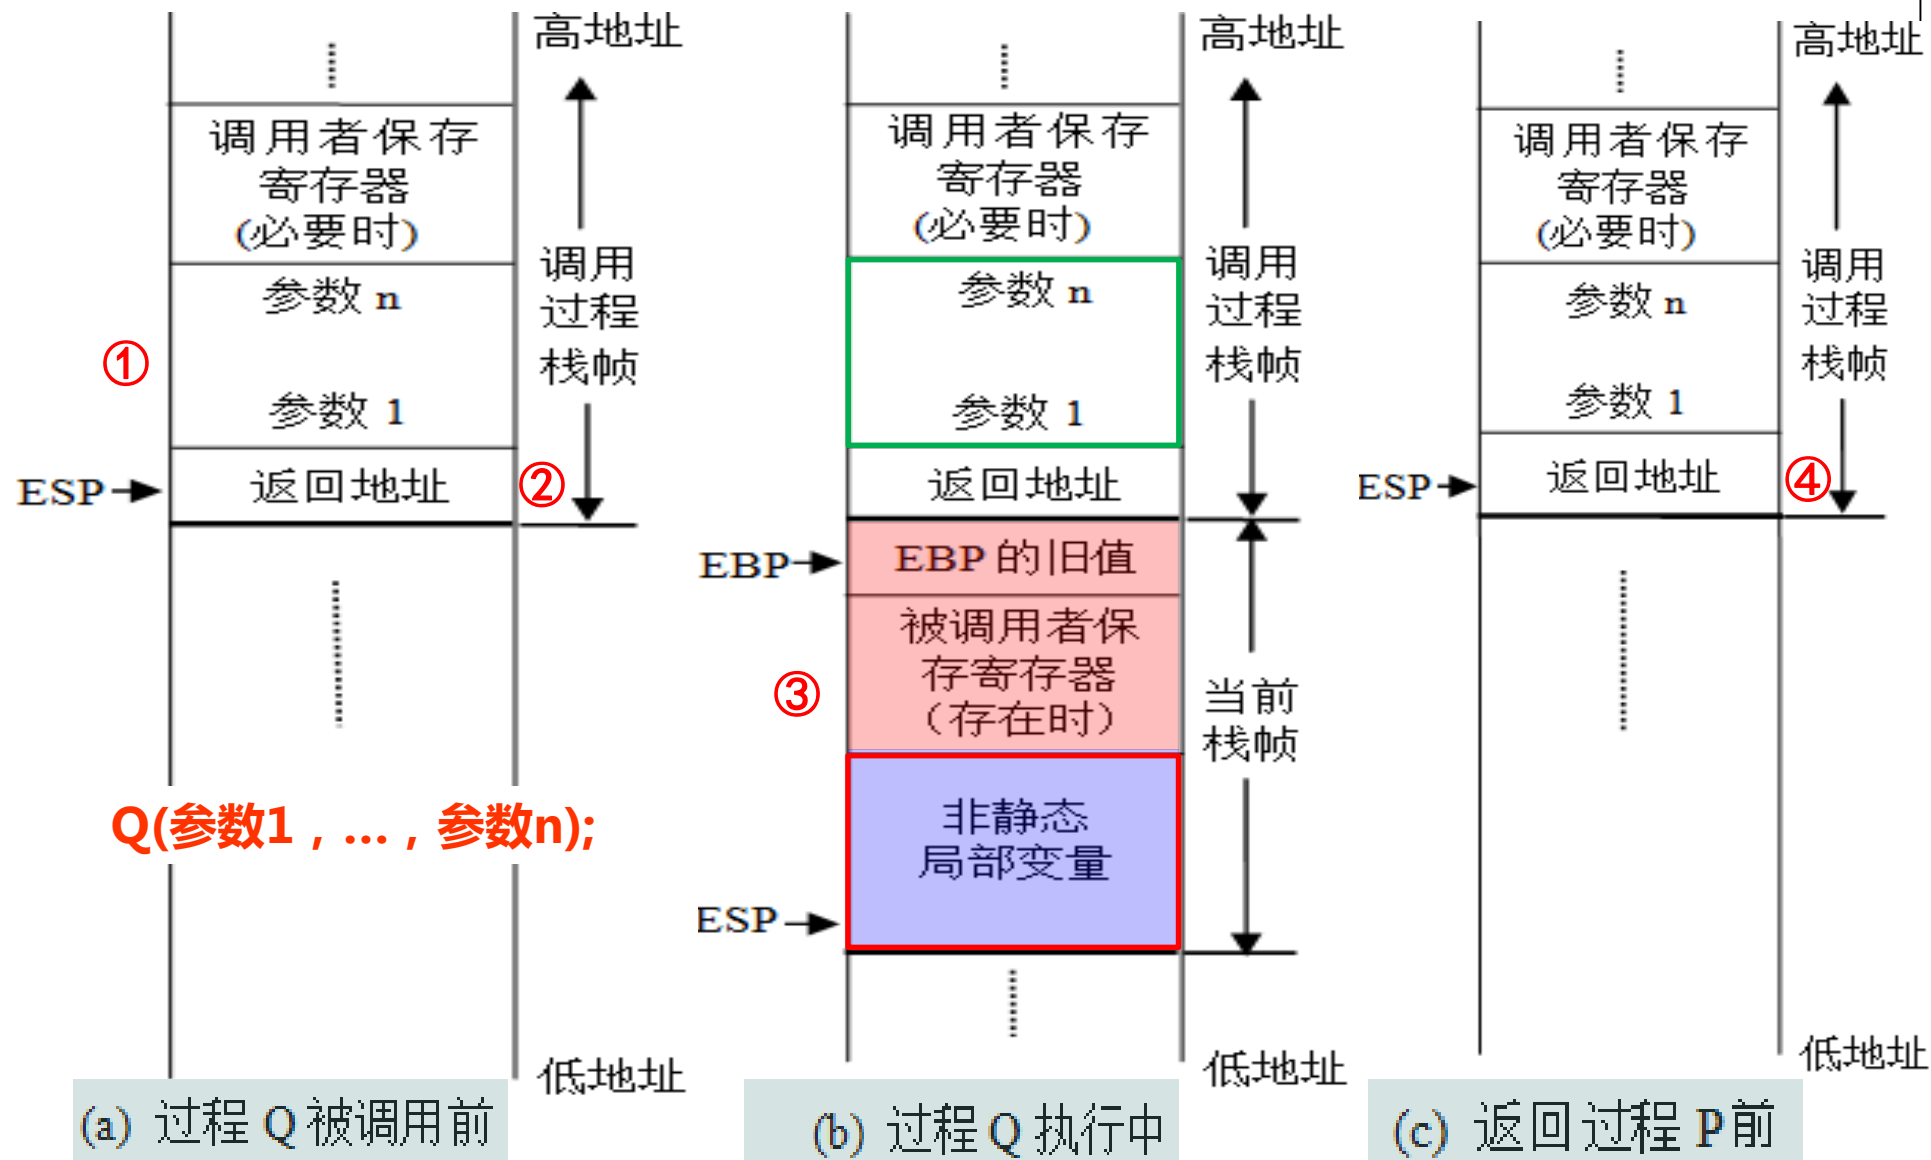 高地址
调用者保存
寄存器
(必要时)
参数 n
①
参数 1
ESP
返回地址
②
调用
过程
栈帧
Q(参数1，…，参数n);
低地址
(a) 过程 Q 被调用前
高地址
调用者保存
寄存器
(必要时)
参数 n
参数 1
返回地址
调用
过程
栈帧
EBP
EBP 的旧值
被调用者保
存寄存器
（存在时）
③
非静态
局部变量
ESP
当前
栈帧
低地址
(b) 过程 Q 执行中
高地址
调用者保存
寄存器
(必要时)
参数 n
参数 1
ESP
返回地址
④
调用
过程
栈帧
低地址
(c) 返回过程 P 前